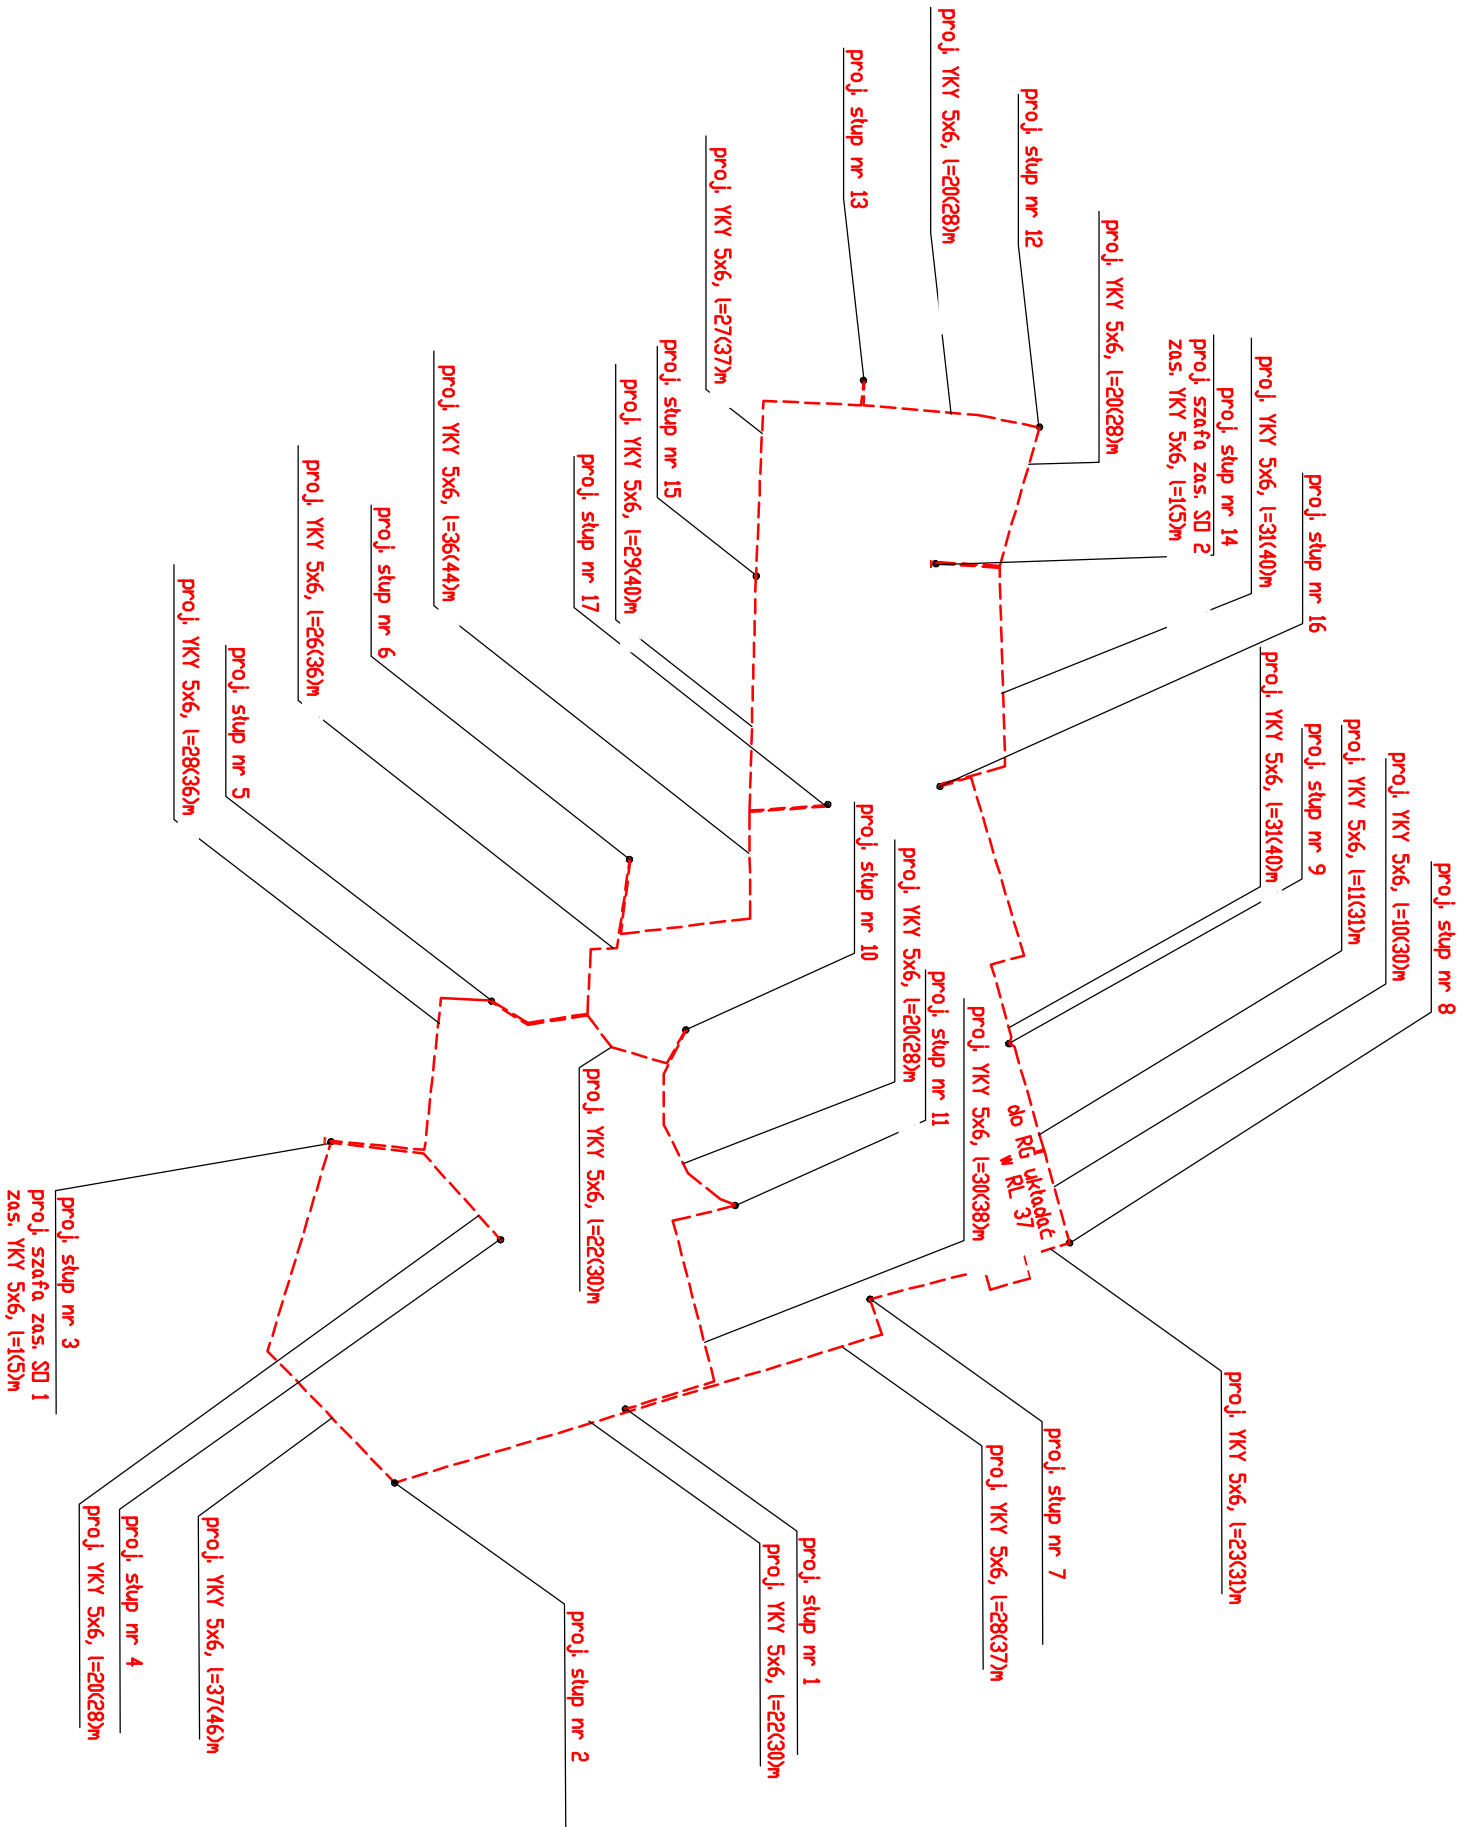 proj. słup nr 8
proj. YKY 5x6, l=10(30)m
proj. YKY 5x6, l=11(31)m
proj. słup nr 9
proj. YKY 5x6, l=31(40)m
proj. słup nr 16
proj. YKY 5x6, l=31(40)m
proj. słup nr 14
proj. szafa zas. SO 2
zas. YKY 5x6, l=1(5)m
proj. YKY 5x6, l=20(28)m
proj. słup nr 12
proj. YKY 5x6, l=20(28)m
proj. słup nr 13
proj. YKY 5x6, l=27(37)m
proj. słup nr 15
proj. YKY 5x6, l=29(40)m
proj. słup nr 17
proj. YKY 5x6, l=36(44)m
proj. słup nr 6
proj. YKY 5x6, l=26(36)m
proj. słup nr 5
proj. YKY 5x6, l=28(36)m
do RG układać
w RL 37
proj. YKY 5x6, l=30(38)m
proj. słup nr 11
proj. YKY 5x6, l=20(28)m
proj. słup nr 10
proj. YKY 5x6, l=22(30)m
proj. YKY 5x6, l=23(31)m
proj. słup nr 7
proj. YKY 5x6, l=28(37)m
proj. słup nr 1
proj. YKY 5x6, l=22(30)m
proj. słup nr 2
proj. YKY 5x6, l=37(46)m
proj. słup nr 4
proj. YKY 5x6, l=20(28)m
proj. słup nr 3
proj. szafa zas. SO 1
zas. YKY 5x6, l=1(5)m